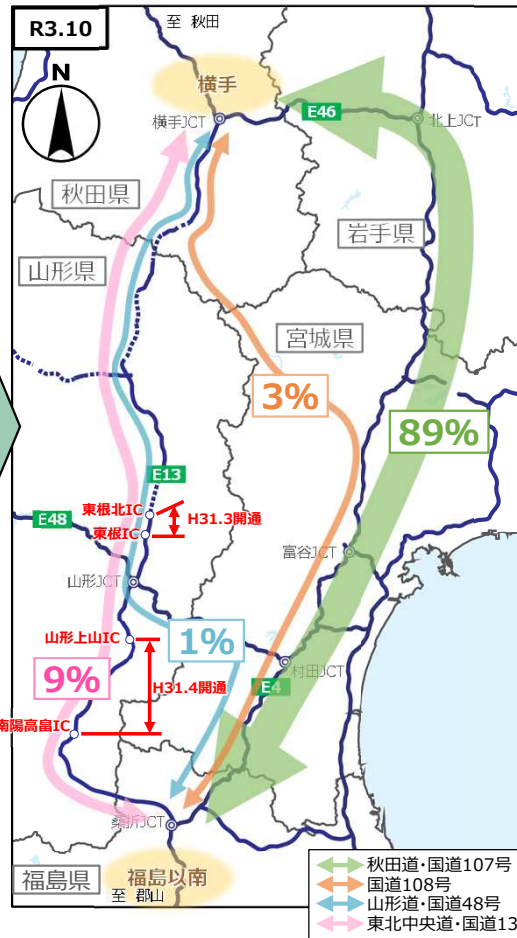 R3.10
至 秋田
N
横手
横手JCT
E46
北上JCT
秋田県
岩手県
山形県
宮城県
3%
89%
E13
東根北IC
H31.3開通
E48
東根IC
富谷JCT
山形JCT
山形上山IC
1%
村田JCT
9%
H31.4開通
E4
南陽高畠IC
桑折JCT
福島県
福島以南
至 郡山
秋田道・国道107号
国道108号
山形道・国道48号
東北中央道・国道13